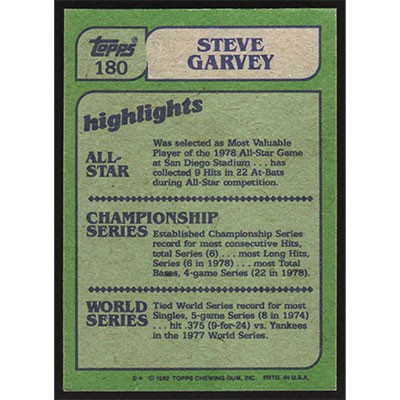 topps
180
STEVE
GARVEY
highlights
ALL-
STAR
Was selected as Most Valuable
Player of the 1978 All-Star Game
at San Diego Stadium . . . has
collected 9 Hits in 22 At-Bats
during All-Star competition.
CHAMPIONSHIP
SERIES
Established Championship Series
record for most consecutive Hits,
total Series (6) . . . most Long Hits,
Series (6 in 1978) . . . most Total
Bases, 4-game Series (22 in 1978).
WORLD
SERIES
Tied World Series record for most
Singles, 5-game Series (8 in 1974)
. . . hit .375 (9-for-24) vs. Yankees
in the 1977 World Series.
© 1982 TOPPS CHEWING GUM, INC. PRTD. IN U.S.A.